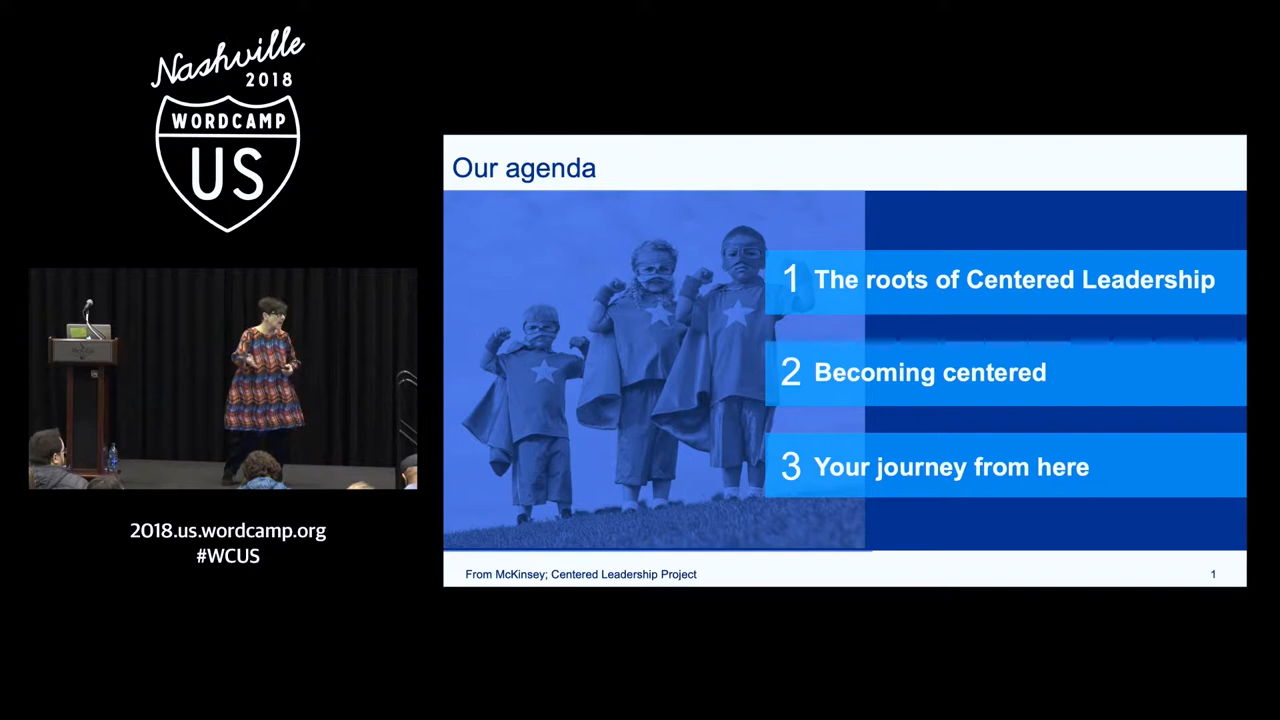 Nashville
2018
WORDCAMP
US
2018.us.wordcamp.org
#WCUS
Our agenda
1 The roots of Centered Leadership
2 Becoming centered
3 Your journey from here
From McKinsey; Centered Leadership Project
1